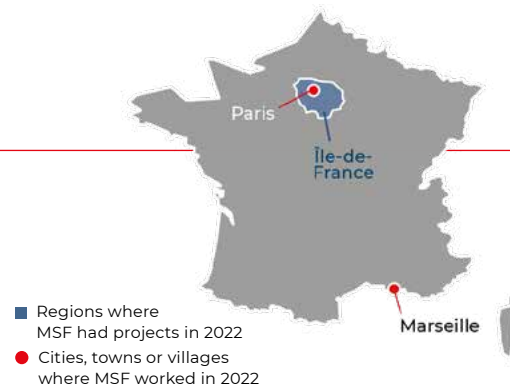 Paris
Île-de-
France
Marseille
Regions where
MSF had projects in 2022
Cities, towns or villages
where MSF worked in 2022